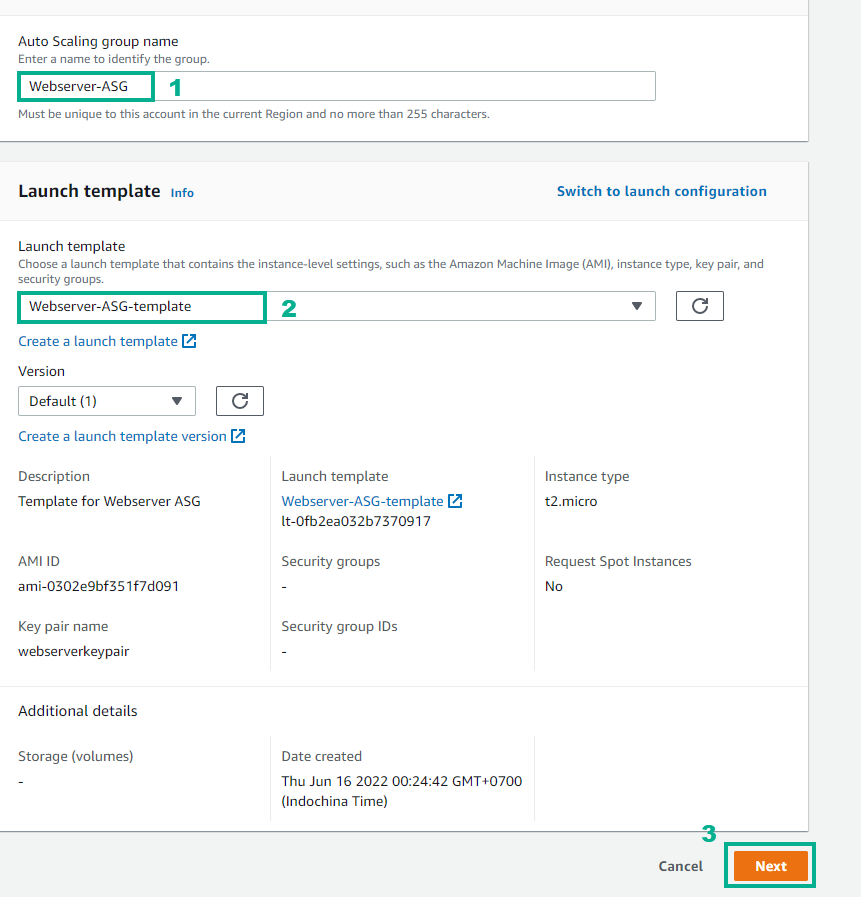 Auto Scaling group name
Enter a name to identify the group.
Webserver-ASG 1
Must be unique to this account in the current Region and no more than 255 characters.
Launch template Info Switch to launch configuration
Launch template
Choose a launch template that contains the instance-level settings, such as the Amazon Machine Image (AMI), instance type, key pair, and
security groups.
Webserver-ASG-template 2
Create a launch template
Version
Default (1)
Create a launch template version
Description Launch template Instance type
Template for Webserver ASG Webserver-ASG-template t2.micro
lt-0fb2ea032b7370917
AMI ID Security groups Request Spot Instances
ami-0302e9bf351f7d091 - No
Key pair name Security group IDs
webserverkeypair -
Additional details
Storage (volumes) Date created
- Thu Jun 16 2022 00:24:42 GMT+0700
(Indochina Time)
3
Cancel Next